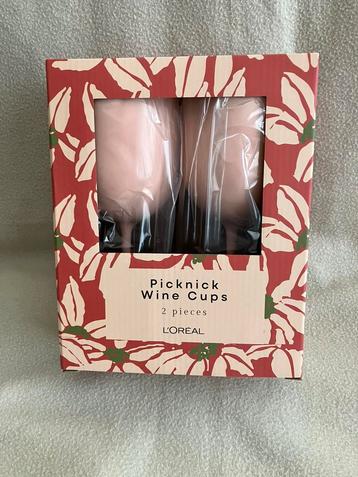 Picknick
Wine Cups
2 pieces
L'ORÉAL